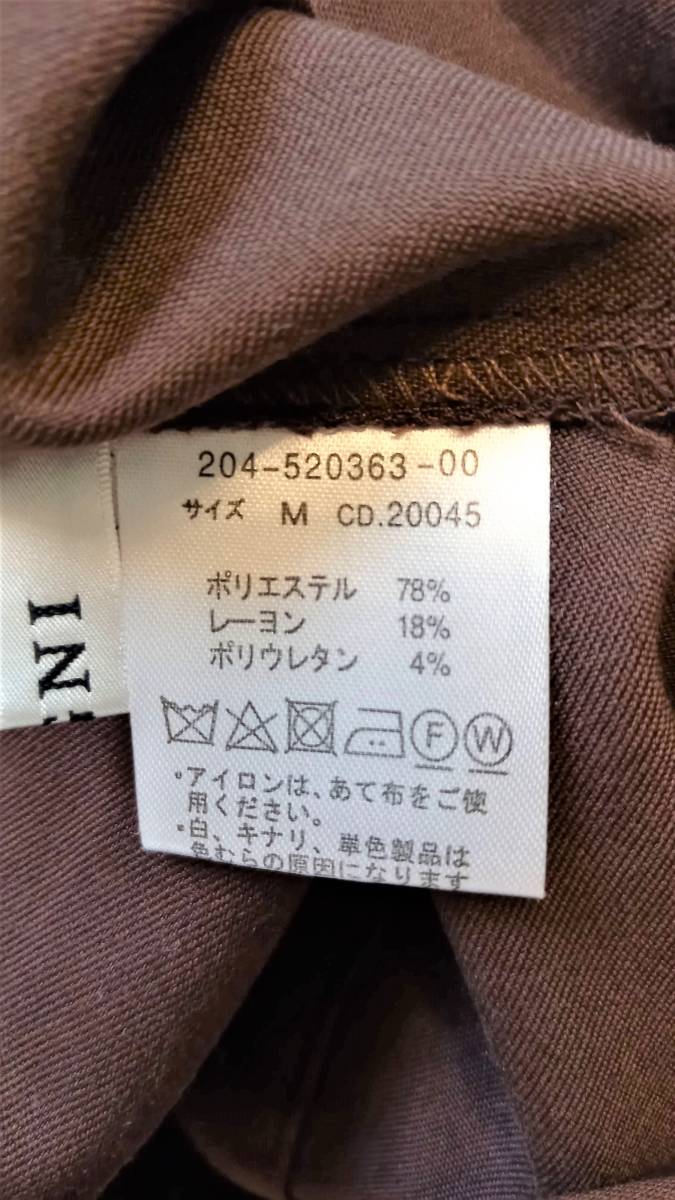 204-520363-00
サイズ M CD.20045
ポリエステル 78%
レーヨン 18%
ポリウレタン 4%
F W
・アイロンは、あて布をご使
用ください。
・白、キナリ、単色製品は
色むらの原因になります
GNI